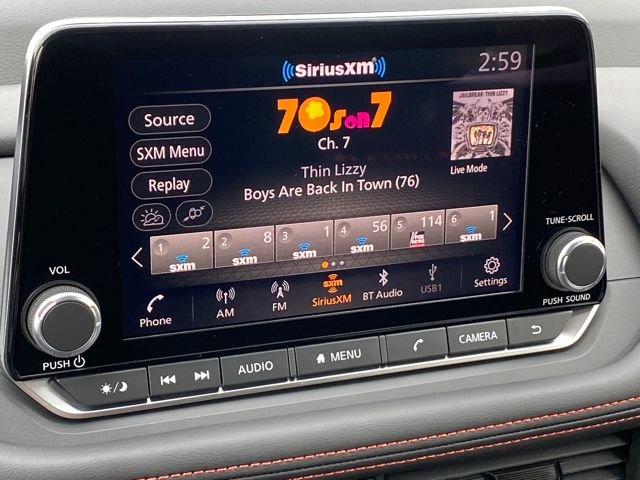 SiriusXM
2:59
70s on 7
JAILBREAK-THIN LIZZY
Source
Ch. 7
SXM Menu
Thin Lizzy
Live Mode
Replay
Boys Are Back In Town (76)
1 2 sxm
2 8 sxm
3 1 sxm
4 56 sxm
5 114 FOX NEWS
6 1 sxm
Phone
AM
FM
SiriusXM
BT Audio
USB1
Settings
VOL
PUSH
TUNE·SCROLL
PUSH SOUND
AUDIO
MENU
CAMERA